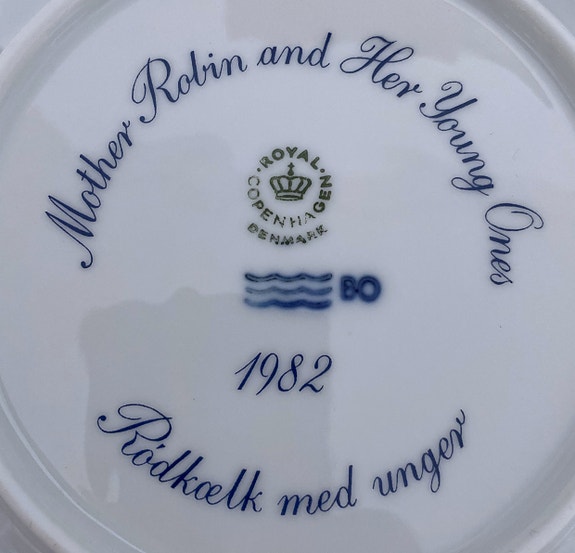 Mother Robin and Her Young Ones
ROYAL
COPENHAGEN
DENMARK
BO
1982
Rødkælk med unger